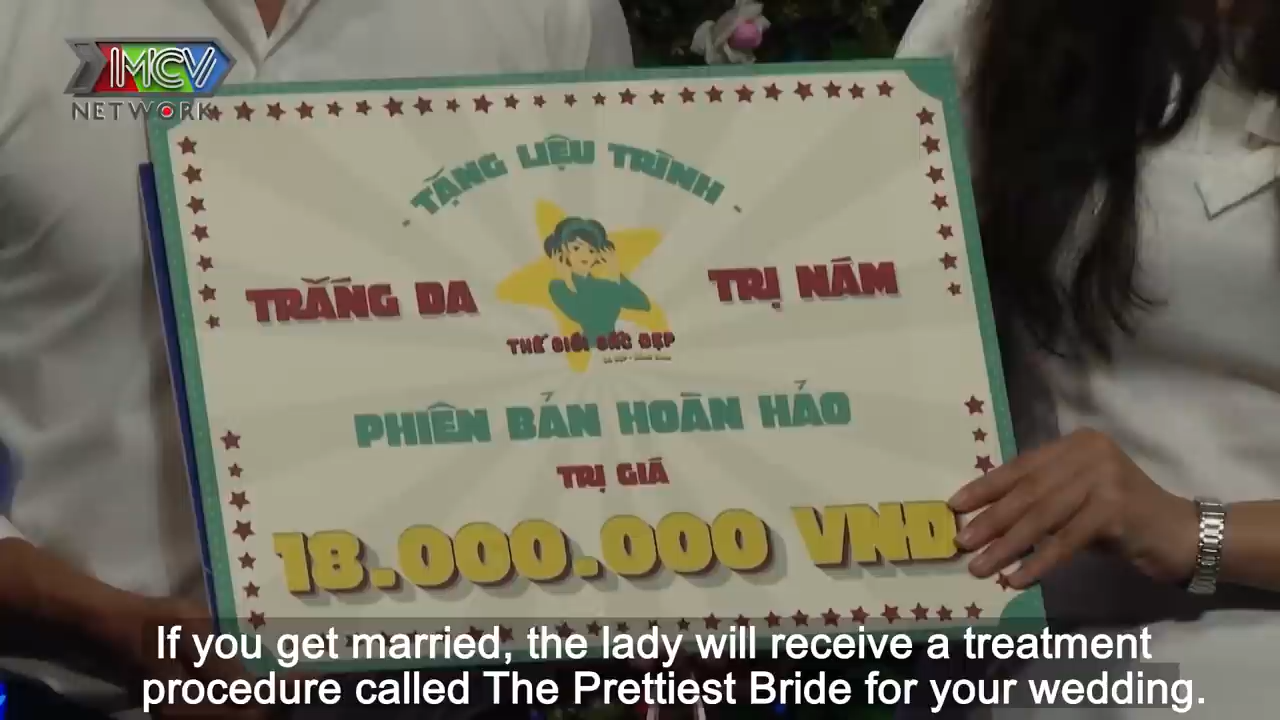 MCV
NETWORK
TẶNG LIỆU TRÌNH
TRẮNG DA
TRỊ NÁM
THẾ GIỚI SẮC ĐẸP
PHIÊN BẢN HOÀN HẢO
TRỊ GIÁ
18.000.000 VNĐ
If you get married, the lady will receive a treatment
procedure called The Prettiest Bride for your wedding.